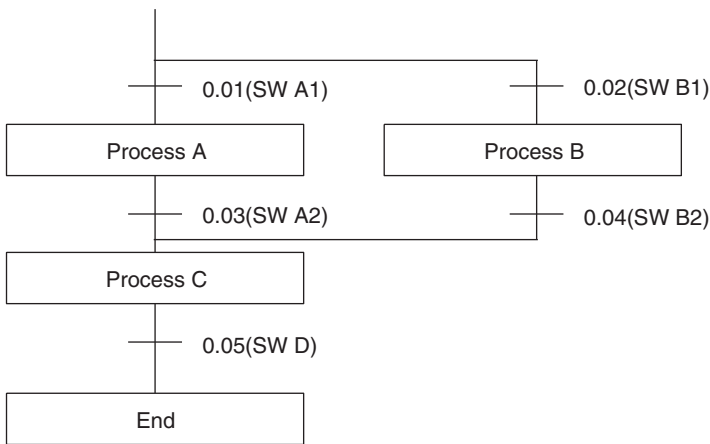 0.01(SW A1)
0.02(SW B1)
Process A
Process B
0.03(SW A2)
0.04(SW B2)
Process C
0.05(SW D)
End